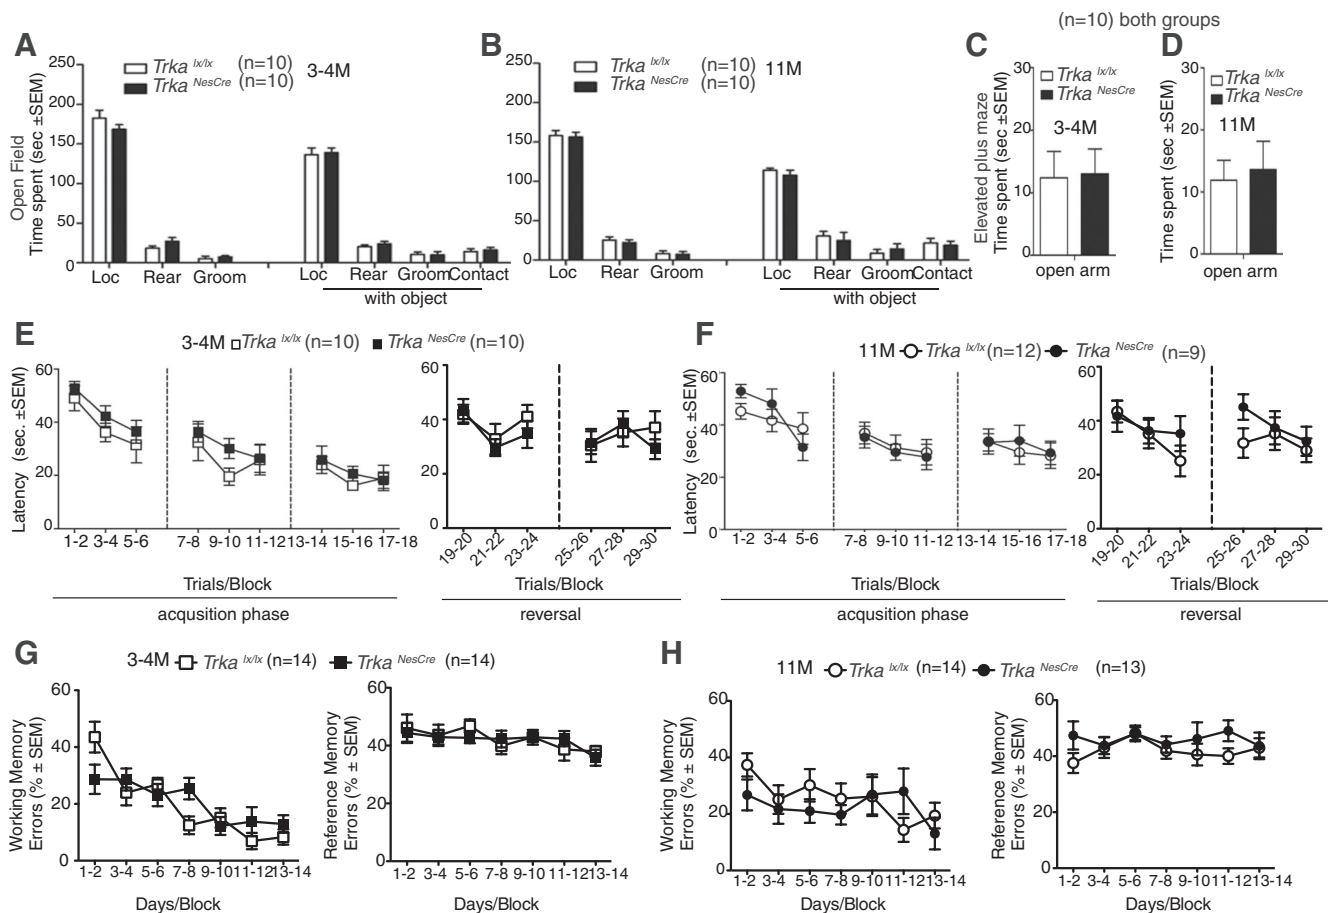 (n=10) both groups
A
Trka lx/lx (n=10)
Trka NesCre (n=10)
3-4M
Open Field
Time spent (sec ±SEM)
250
200
150
100
50
0
Loc Rear Groom Loc Rear Groom Contact
with object
B
Trka lx/lx (n=10)
Trka NesCre (n=10)
11M
250
200
150
100
50
0
Loc Rear Groom Loc Rear Groom Contact
with object
C
Trka lx/lx
Trka NesCre
3-4M
Elevated plus maze
Time spent (sec ±SEM)
30
20
10
0
open arm
D
Trka lx/lx
Trka NesCre
11M
Time spent (sec ±SEM)
30
20
10
0
open arm
E
3-4M Trka lx/lx (n=10) Trka NesCre (n=10)
Latency (sec. ±SEM)
60
40
20
0
1-2 3-4 5-6 7-8 9-10 11-12 13-14 15-16 17-18
Trials/Block
acqusition phase
60
40
20
0
19-20 21-22 23-24 25-26 27-28 29-30
Trials/Block
reversal
F
11M Trka lx/lx (n=12) Trka NesCre (n=9)
Latency (sec. ±SEM)
60
40
20
0
1-2 3-4 5-6 7-8 9-10 11-12 13-14 15-16 17-18
Trials/Block
acqusition phase
60
40
20
0
19-20 21-22 23-24 25-26 27-28 29-30
Trials/Block
reversal
G
3-4M Trka lx/lx (n=14) Trka NesCre (n=14)
Working Memory
Errors (% ± SEM)
60
40
20
0
1-2 3-4 5-6 7-8 9-10 11-12 13-14
Days/Block
Reference Memory
Errors (% ± SEM)
60
40
20
0
1-2 3-4 5-6 7-8 9-10 11-12 13-14
Days/Block
H
11M Trka lx/lx (n=14) Trka NesCre (n=13)
Working Memory
Errors (% ± SEM)
60
40
20
0
1-2 3-4 5-6 7-8 9-10 11-12 13-14
Days/Block
Reference Memory
Errors (% ± SEM)
60
40
20
0
1-2 3-4 5-6 7-8 9-10 11-12 13-14
Days/Block